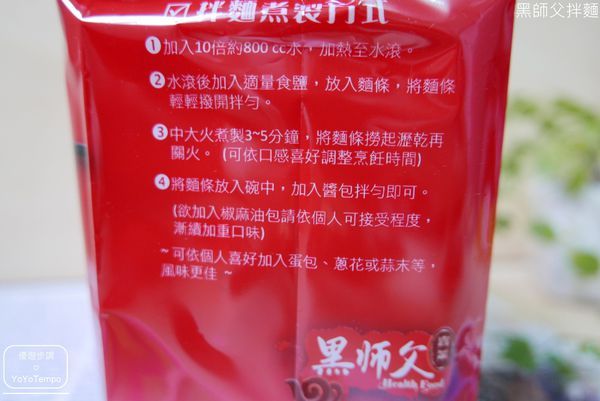 黑師父拌麵
拌麵煮製方式
❶加入10倍約800 cc水，加熱至水滾。
❷水滾後加入適量食鹽，放入麵條，將麵條
輕輕撥開拌勻。
❸中大火煮製3~5分鐘，將麵條撈起瀝乾再
關火。(可依口感喜好調整烹飪時間)
❹將麵條放入碗中，加入醬包拌勻即可。
(欲加入椒麻油包請依個人可接受程度，
漸續加重口味)
~ 可依個人喜好加入蛋包、蔥花或蒜末等，
風味更佳 ~
黑師父
Health Food
優遊步調
YoYoTempo